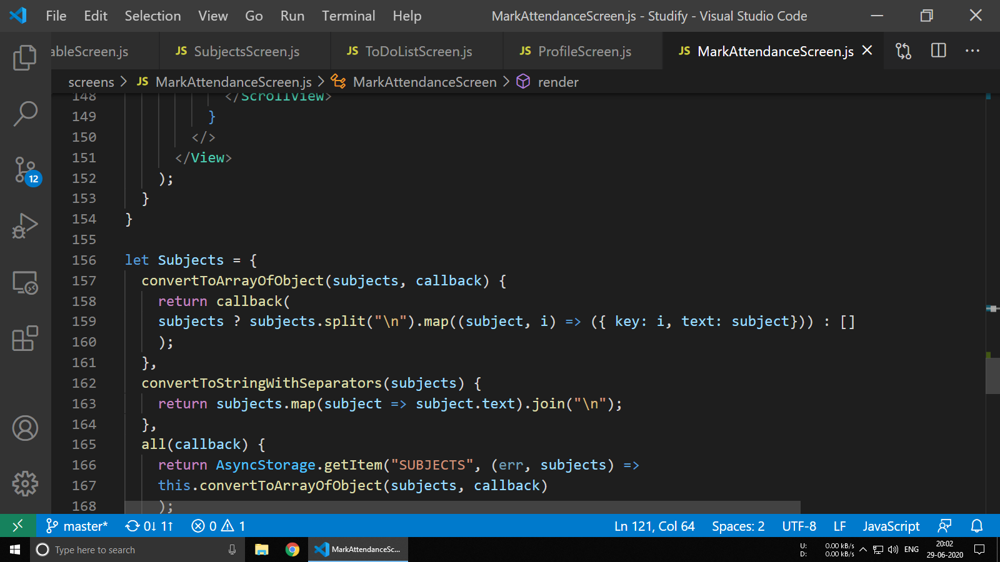 File Edit Selection View Go Run Terminal Help MarkAttendanceScreen.js - Studify - Visual Studio Code
ableScreen.js JS SubjectsScreen.js JS ToDoListScreen.js JS ProfileScreen.js JS MarkAttendanceScreen.js
screens > JS MarkAttendanceScreen.js > MarkAttendanceScreen > render
148 </ScrollView>
149 }
150 </>
151 </View>
152 );
153 }
154 }
155
156 let Subjects = {
157 convertToArrayOfObject(subjects, callback) {
158 return callback(
159 subjects ? subjects.split("\n").map((subject, i) => ({ key: i, text: subject})) : []
160 );
161 },
162 convertToStringWithSeparators(subjects) {
163 return subjects.map(subject => subject.text).join("\n");
164 },
165 all(callback) {
166 return AsyncStorage.getItem("SUBJECTS", (err, subjects) =>
167 this.convertToArrayOfObject(subjects, callback)
168 );
12
master* 0↓ 1↑ 0 1 Ln 121, Col 64 Spaces: 2 UTF-8 LF JavaScript
Type here to search MarkAttendanceSc... U: 0.00 kB/s D: 0.00 kB/s ENG 20:02 29-06-2020